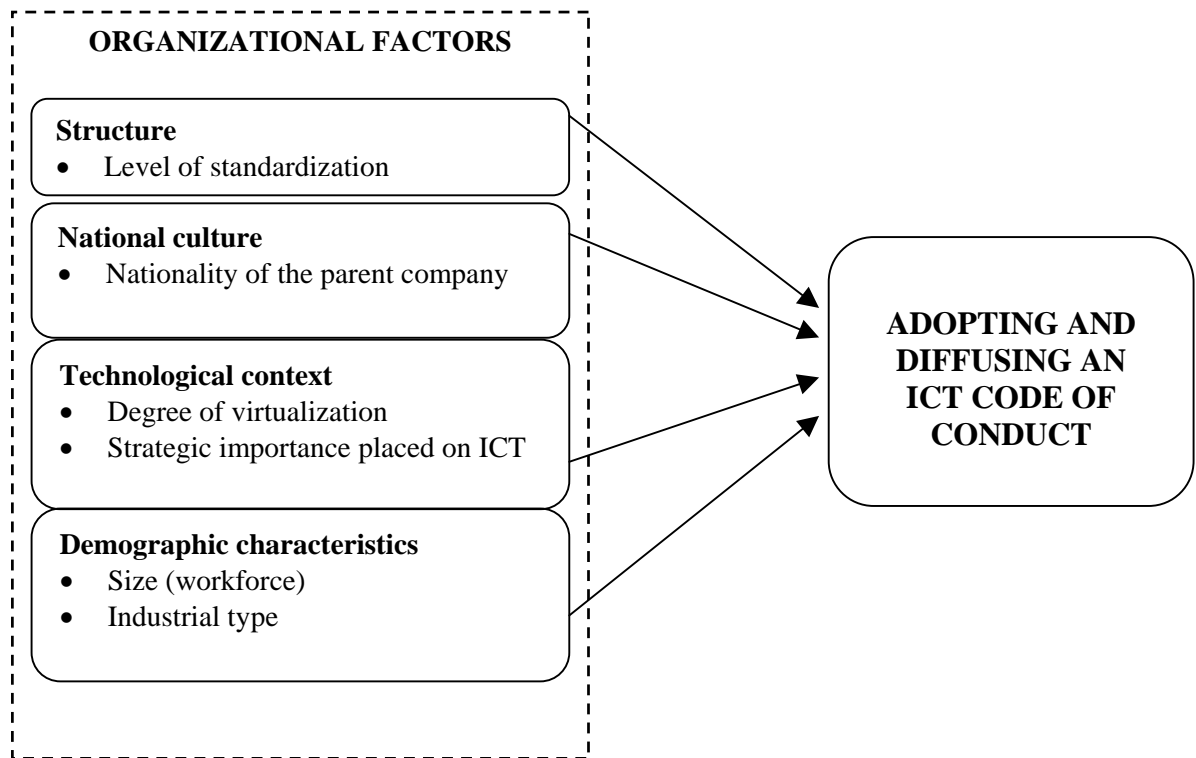 ORGANIZATIONAL FACTORS
Structure
• Level of standardization
National culture
• Nationality of the parent company
Technological context
• Degree of virtualization
• Strategic importance placed on ICT
Demographic characteristics
• Size (workforce)
• Industrial type
ADOPTING AND
DIFFUSING AN
ICT CODE OF
CONDUCT